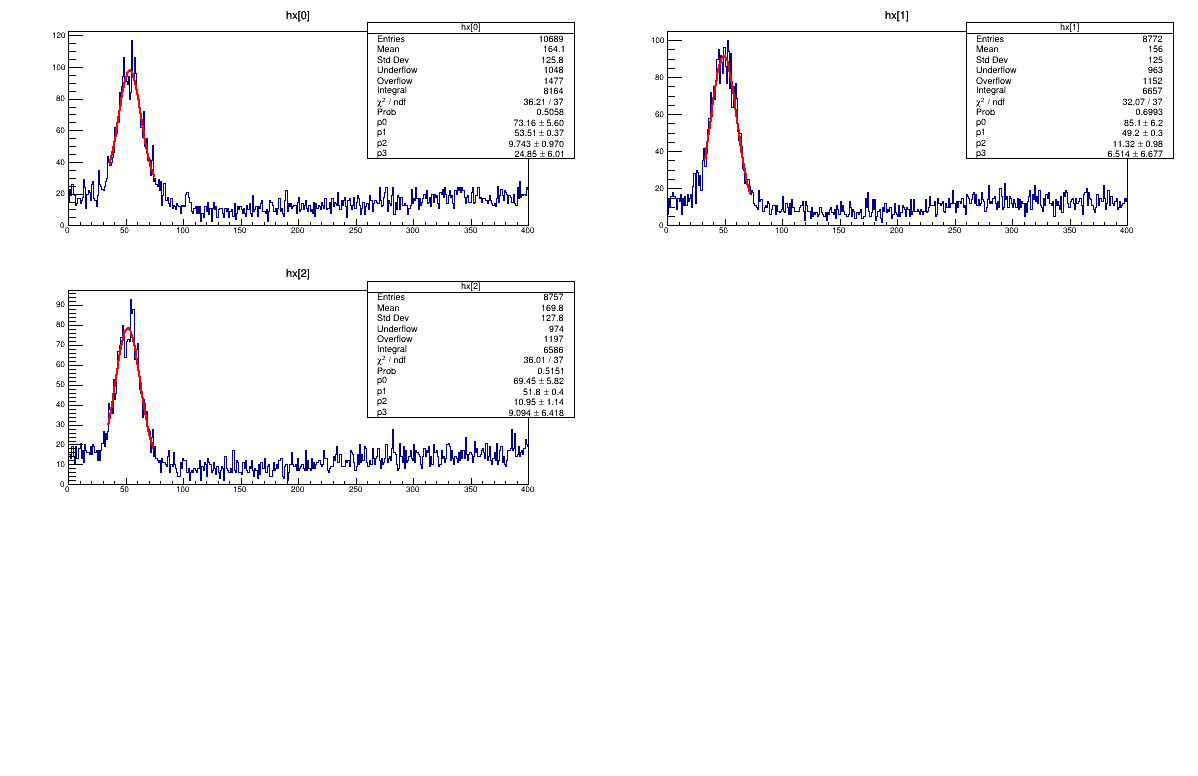 hx[0]
hx[0]
Entries 10689
Mean 164.1
Std Dev 125.8
Underflow 1048
Overflow 1477
Integral 8164
χ² / ndf 36.21 / 37
Prob 0.5058
p0 73.16 ± 5.60
p1 53.51 ± 0.37
p2 9.743 ± 0.970
p3 24.85 ± 6.01
120
100
80
60
40
20
0
0 50 100 150 200 250 300 350 400
hx[1]
hx[1]
Entries 8772
Mean 156
Std Dev 125
Underflow 963
Overflow 1152
Integral 6657
χ² / ndf 32.07 / 37
Prob 0.6993
p0 85.1 ± 6.2
p1 49.2 ± 0.3
p2 11.32 ± 0.98
p3 6.514 ± 6.677
100
80
60
40
20
0
0 50 100 150 200 250 300 350 400
hx[2]
hx[2]
Entries 8757
Mean 169.8
Std Dev 127.8
Underflow 974
Overflow 1197
Integral 6586
χ² / ndf 36.01 / 37
Prob 0.5151
p0 69.45 ± 5.82
p1 51.8 ± 0.4
p2 10.95 ± 1.14
p3 9.094 ± 6.418
90
80
70
60
50
40
30
20
10
0
0 50 100 150 200 250 300 350 400